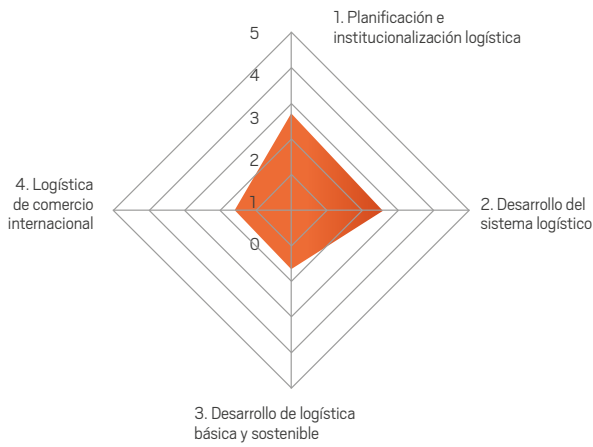 1. Planificación e
institucionalización logística
5
4
3
2
1
0
2. Desarrollo del
sistema logístico
3. Desarrollo de logística
básica y sostenible
4. Logística
de comercio
internacional